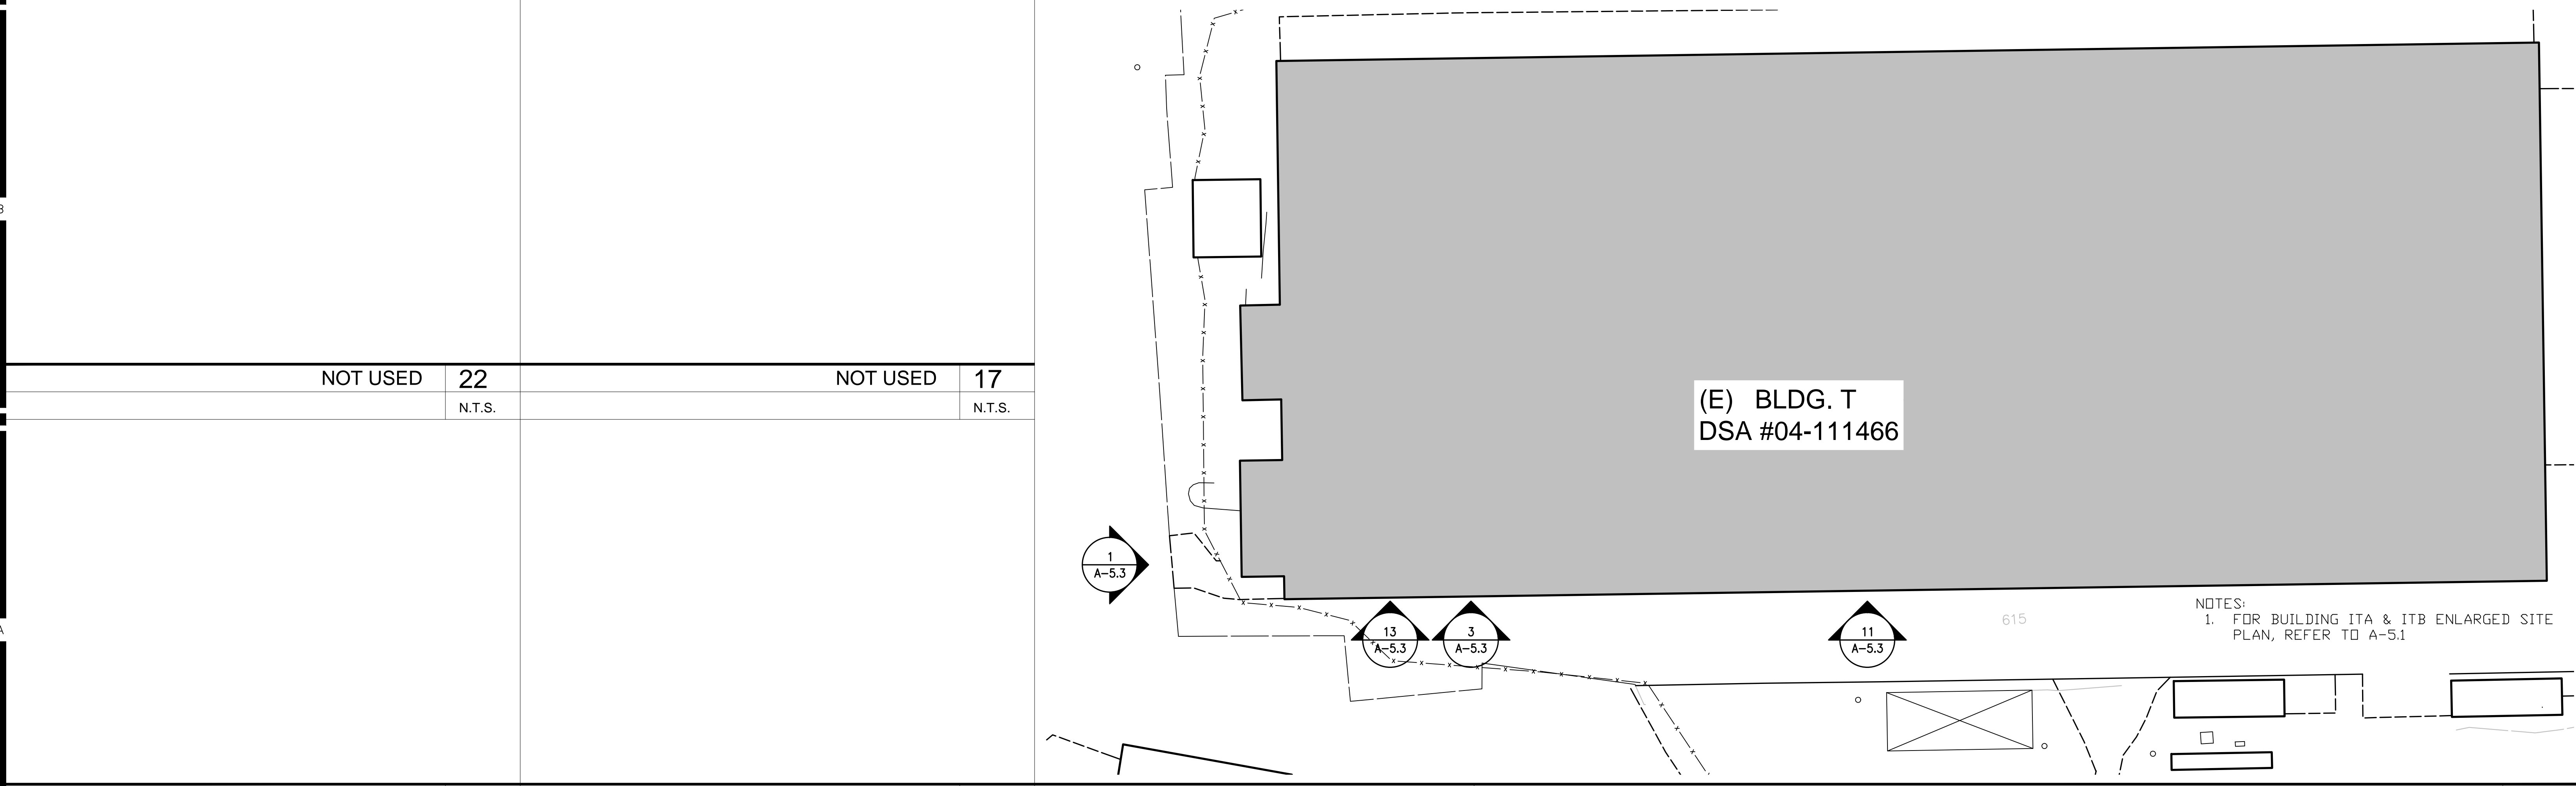 B
NOT USED 22
N.T.S.
NOT USED 17
N.T.S.
A
(E) BLDG. T
DSA #04-111466
1
A-5.3
13
A-5.3
3
A-5.3
11
A-5.3
615
NOTES:
1. FOR BUILDING ITA & ITB ENLARGED SITE
PLAN, REFER TO A-5.1